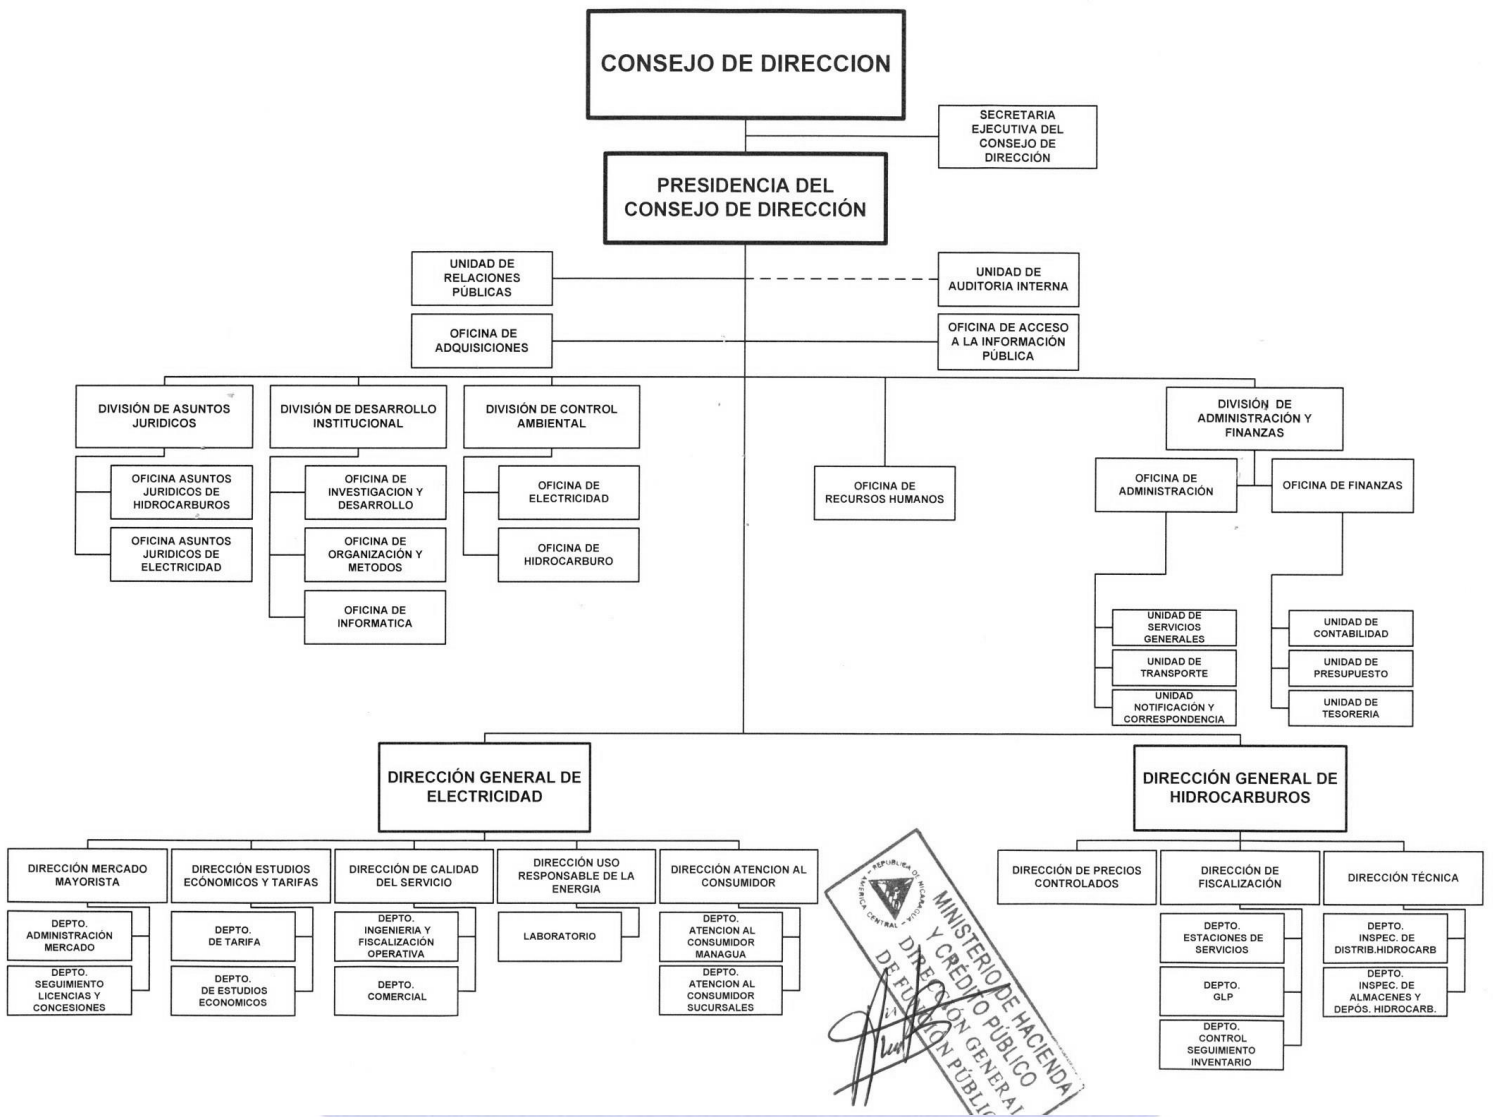 CONSEJO DE DIRECCION
SECRETARIA
EJECUTIVA DEL
CONSEJO DE
DIRECCIÓN
PRESIDENCIA DEL
CONSEJO DE DIRECCIÓN
UNIDAD DE
RELACIONES
PÚBLICAS
UNIDAD DE
AUDITORIA INTERNA
OFICINA DE
ADQUISICIONES
OFICINA DE ACCESO
A LA INFORMACIÓN
PÚBLICA
DIVISIÓN DE ASUNTOS
JURIDICOS
DIVISIÓN DE DESARROLLO
INSTITUCIONAL
DIVISIÓN DE CONTROL
AMBIENTAL
DIVISIÓN DE
ADMINISTRACIÓN Y
FINANZAS
OFICINA ASUNTOS
JURIDICOS DE
HIDROCARBUROS
OFICINA ASUNTOS
JURIDICOS DE
ELECTRICIDAD
OFICINA DE
INVESTIGACION Y
DESARROLLO
OFICINA DE
ORGANIZACIÓN Y
METODOS
OFICINA DE
INFORMATICA
OFICINA DE
ELECTRICIDAD
OFICINA DE
HIDROCARBURO
OFICINA DE
RECURSOS HUMANOS
OFICINA DE
ADMINISTRACIÓN
OFICINA DE FINANZAS
UNIDAD DE
SERVICIOS
GENERALES
UNIDAD DE
TRANSPORTE
UNIDAD
NOTIFICACIÓN Y
CORRESPONDENCIA
UNIDAD DE
CONTABILIDAD
UNIDAD DE
PRESUPUESTO
UNIDAD DE
TESORERIA
DIRECCIÓN GENERAL DE
ELECTRICIDAD
DIRECCIÓN GENERAL DE
HIDROCARBUROS
DIRECCIÓN MERCADO
MAYORISTA
DEPTO.
ADMINISTRACIÓN
MERCADO
DEPTO.
SEGUIMIENTO
LICENCIAS Y
CONCESIONES
DIRECCIÓN ESTUDIOS
ECÓNOMICOS Y TARIFAS
DEPTO.
DE TARIFA
DEPTO.
DE ESTUDIOS
ECONOMICOS
DIRECCIÓN DE CALIDAD
DEL SERVICIO
DEPTO.
INGENIERIA Y
FISCALIZACIÓN
OPERATIVA
DEPTO.
COMERCIAL
DIRECCIÓN USO
RESPONSABLE DE LA
ENERGIA
LABORATORIO
DIRECCIÓN ATENCION AL
CONSUMIDOR
DEPTO.
ATENCION AL
CONSUMIDOR
MANAGUA
DEPTO.
ATENCION AL
CONSUMIDOR
SUCURSALES
DIRECCIÓN DE PRECIOS
CONTROLADOS
DIRECCIÓN DE
FISCALIZACIÓN
DEPTO.
ESTACIONES DE
SERVICIOS
DEPTO.
GLP
DEPTO.
CONTROL
SEGUIMIENTO
INVENTARIO
DIRECCIÓN TÉCNICA
DEPTO.
INSPEC. DE
DISTRIB.HIDROCARB
DEPTO.
INSPEC. DE
ALMACENES Y
DEPÓS. HIDROCARB.
REPÚBLICA DE NICARAGUA
AMERICA CENTRAL
MINISTERIO DE HACIENDA
Y CRÉDITO PÚBLICO
DIRECCIÓN GENERAL
DE FUNCIÓN PÚBLIC